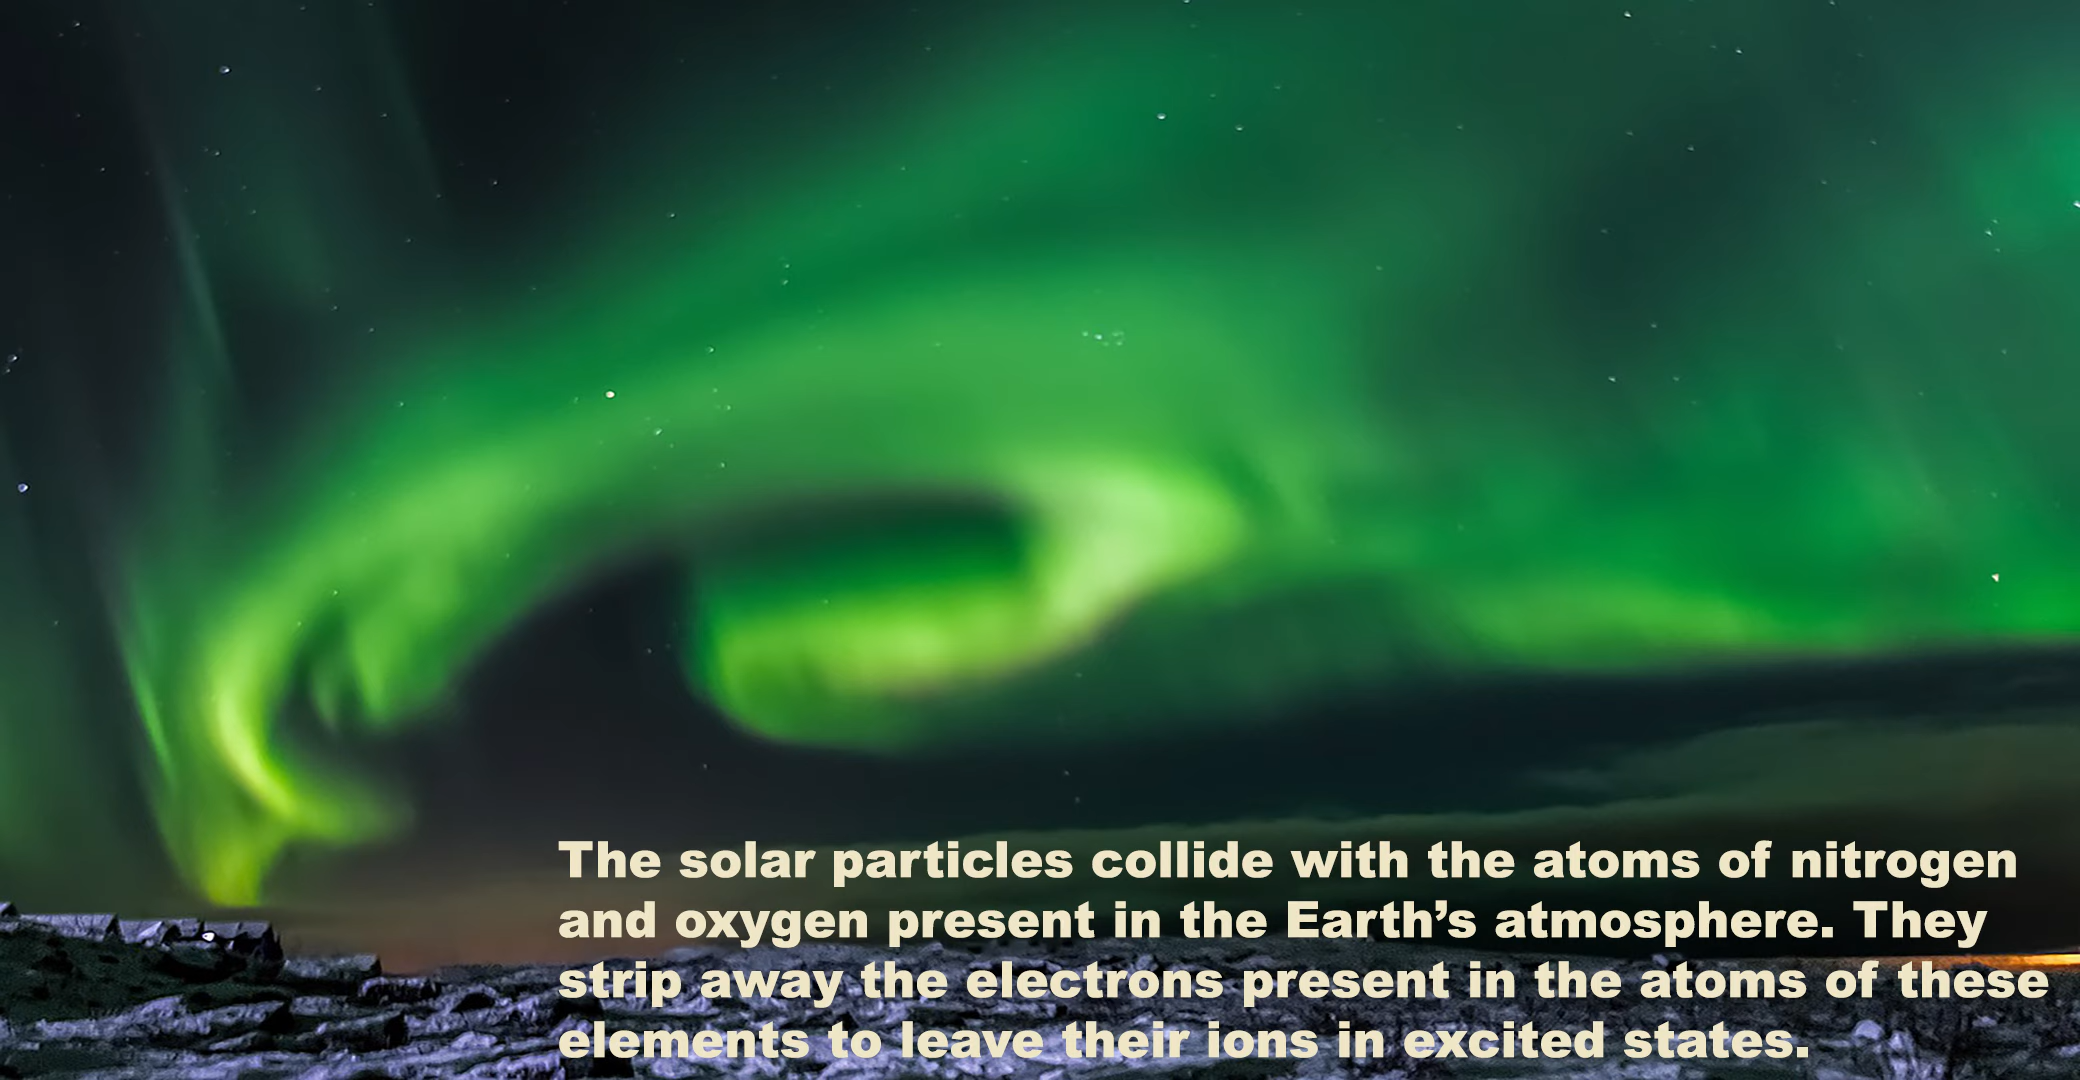 The solar particles collide with the atoms of nitrogen
and oxygen present in the Earth’s atmosphere. They
strip away the electrons present in the atoms of these
elements to leave their ions in excited states.